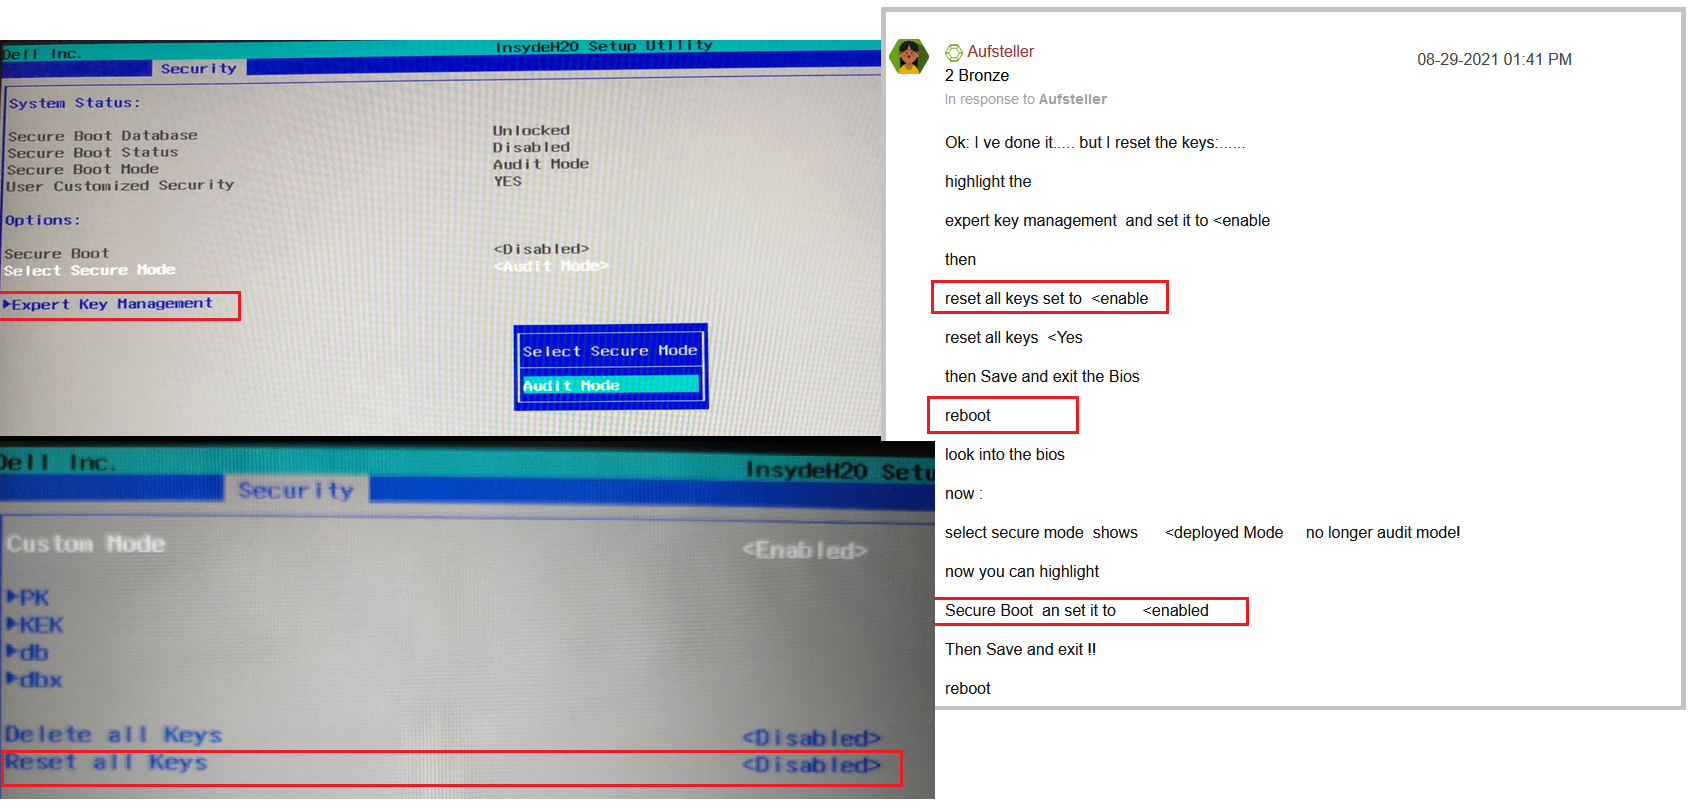 Dell Inc.
InsydeH2O Setup Utility
Security
System Status:
Secure Boot Database Unlocked
Secure Boot Status Disabled
Secure Boot Mode Audit Mode
User Customized Security YES
Options:
Secure Boot <Disabled>
Select Secure Mode <Audit Mode>
►Expert Key Management
Select Secure Mode
Audit Mode
Dell Inc.
InsydeH2O Setu
Security
Custom Mode <Enabled>
►PK
►KEK
►db
►dbx
Delete all Keys <Disabled>
Reset all Keys <Disabled>
Aufsteller
08-29-2021 01:41 PM
2 Bronze
In response to Aufsteller
Ok: I ve done it..... but I reset the keys:......
highlight the
expert key management and set it to <enable
then
reset all keys set to <enable
reset all keys <Yes
then Save and exit the Bios
reboot
look into the bios
now :
select secure mode shows <deployed Mode no longer audit mode!
now you can highlight
Secure Boot an set it to <enabled
Then Save and exit !!
reboot